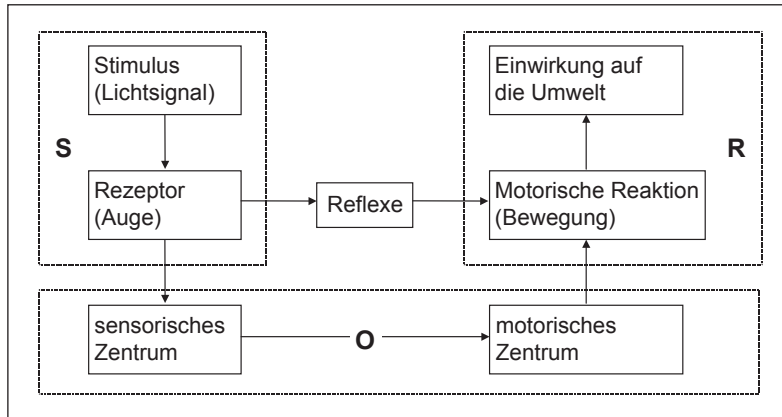 Stimulus
(Lichtsignal)
Einwirkung auf
die Umwelt
S
R
Rezeptor
(Auge)
Reflexe
Motorische Reaktion
(Bewegung)
sensorisches
Zentrum
O
motorisches
Zentrum